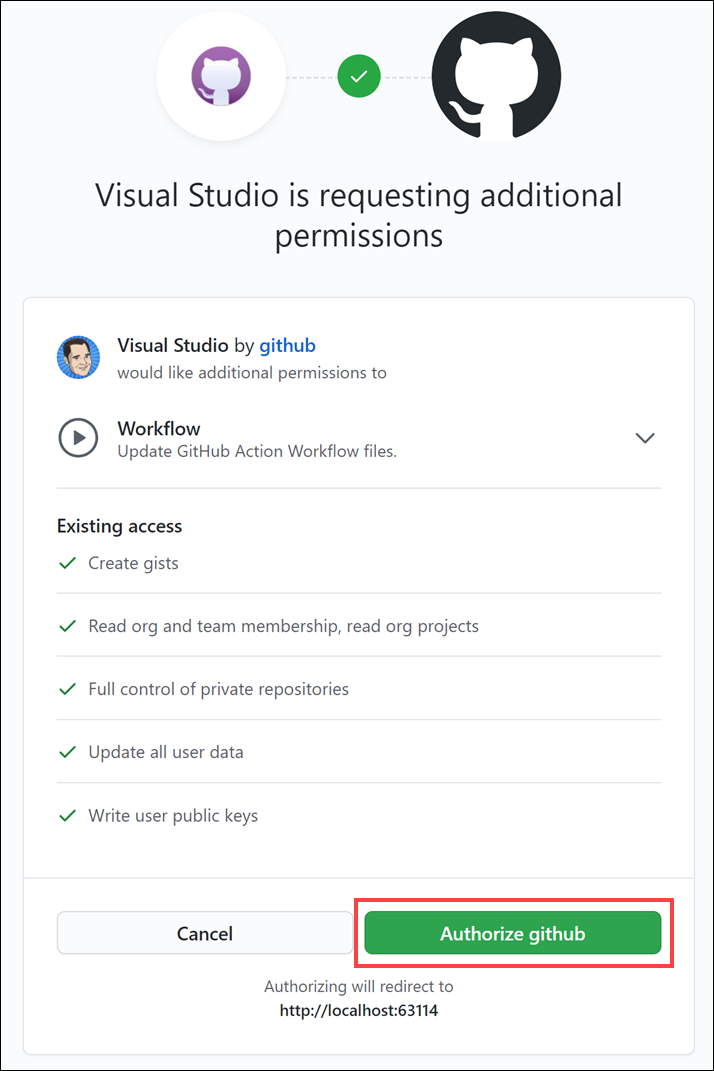 Visual Studio is requesting additional
permissions
Visual Studio by github
would like additional permissions to
Workflow
Update GitHub Action Workflow files.
Existing access
Create gists
Read org and team membership, read org projects
Full control of private repositories
Update all user data
Write user public keys
Cancel
Authorize github
Authorizing will redirect to
http://localhost:63114